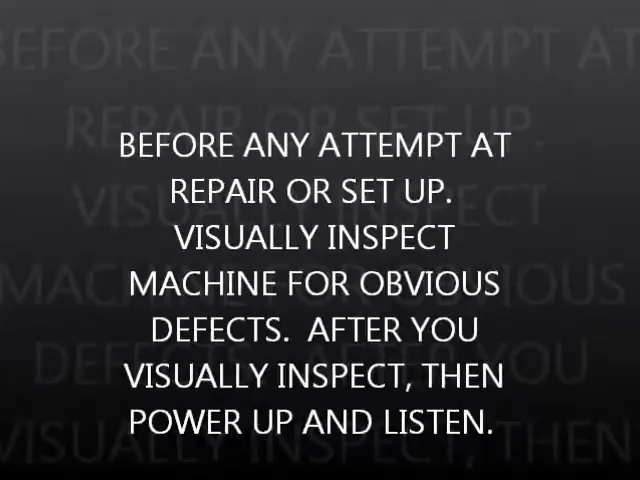 BEFORE ANY ATTEMPT AT
REPAIR OR SET UP.
VISUALLY INSPECT
MACHINE FOR OBVIOUS
DEFECTS.  AFTER YOU
VISUALLY INSPECT, THEN
POWER UP AND LISTEN.